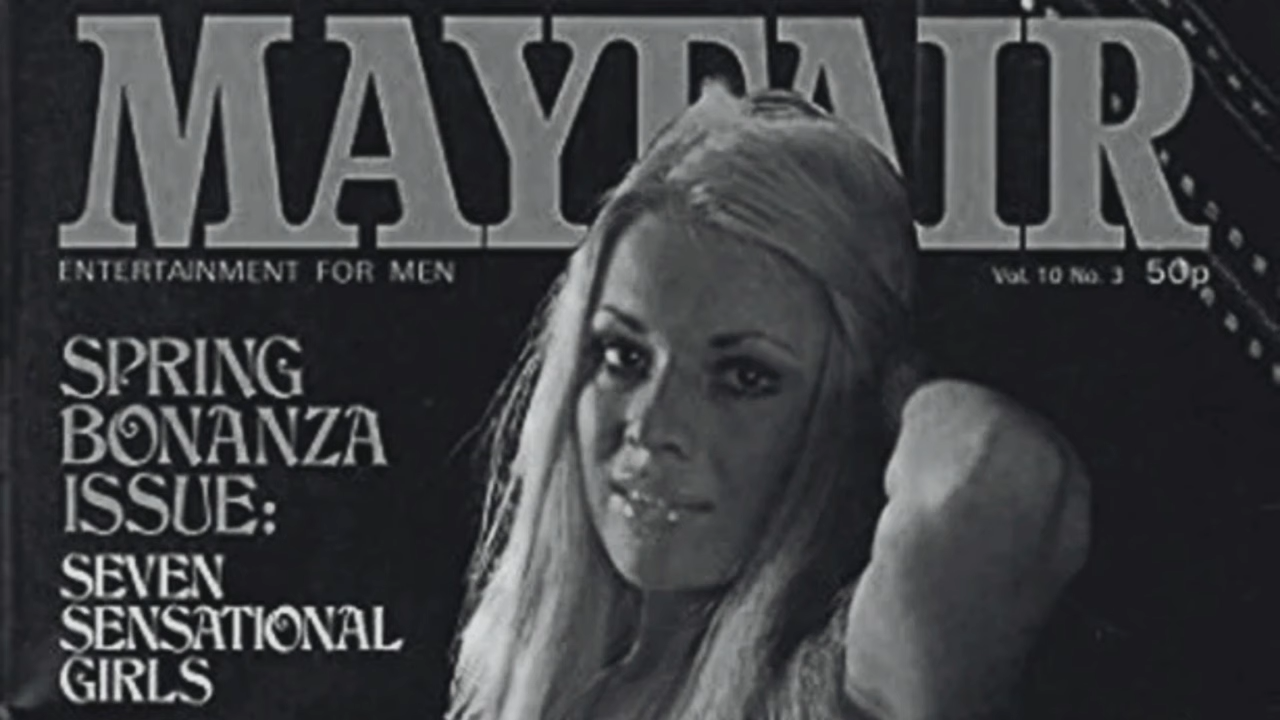 MAYFAIR
ENTERTAINMENT FOR MEN
Vol. 10 No. 3 50p
SPRING
BONANZA
ISSUE:
SEVEN
SENSATIONAL
GIRLS